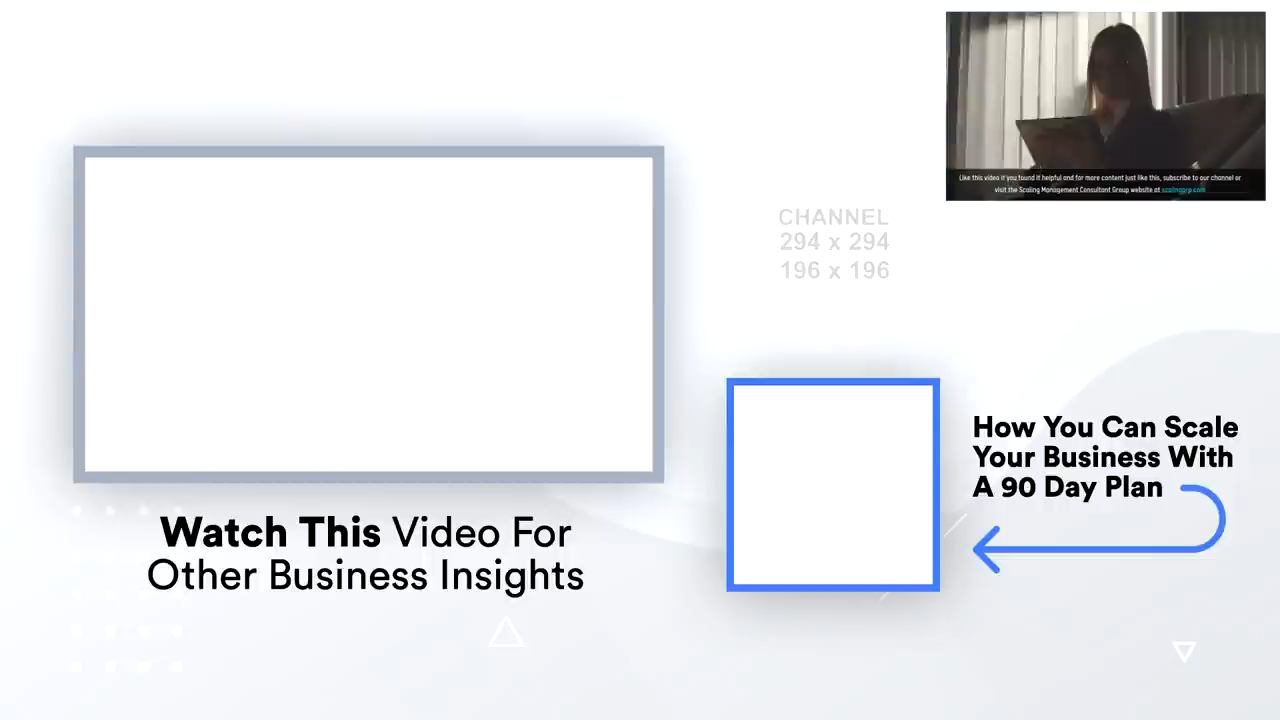 Like this video if you found it helpful and for more content just like this, subscribe to our channel or
visit the Scaling Management Consultant Group website at scalinggrp.com
CHANNEL
294 x 294
196 x 196
How You Can Scale
Your Business With
A 90 Day Plan
Watch This Video For
Other Business Insights